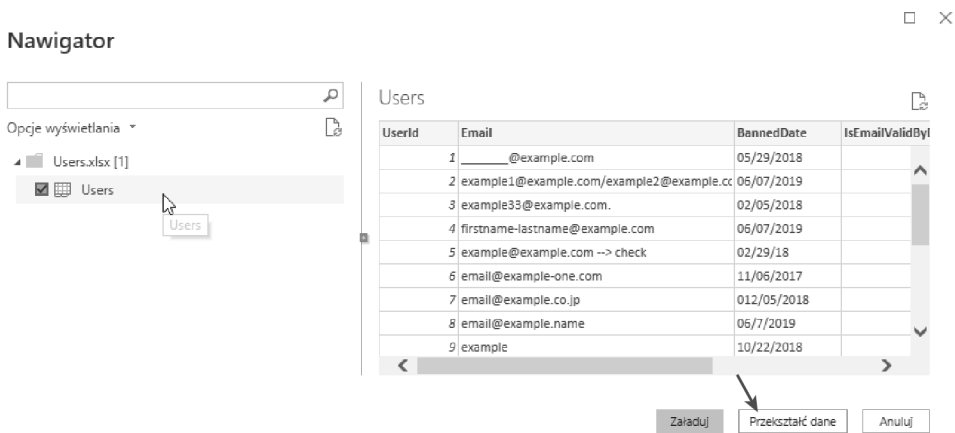 Nawigator
Opcje wyświetlania
Users.xlsx [1]
Users
Users
Users
UserId Email BannedDate IsEmailValidByI
1 _______@example.com 05/29/2018
2 example1@example.com/example2@example.cc 06/07/2019
3 example33@example.com. 02/05/2018
4 firstname-lastname@example.com 06/07/2019
5 example@example.com --> check 02/29/18
6 email@example-one.com 11/06/2017
7 email@example.co.jp 012/05/2018
8 email@example.name 06/7/2019
9 example 10/22/2018
Załaduj Przekształć dane Anuluj